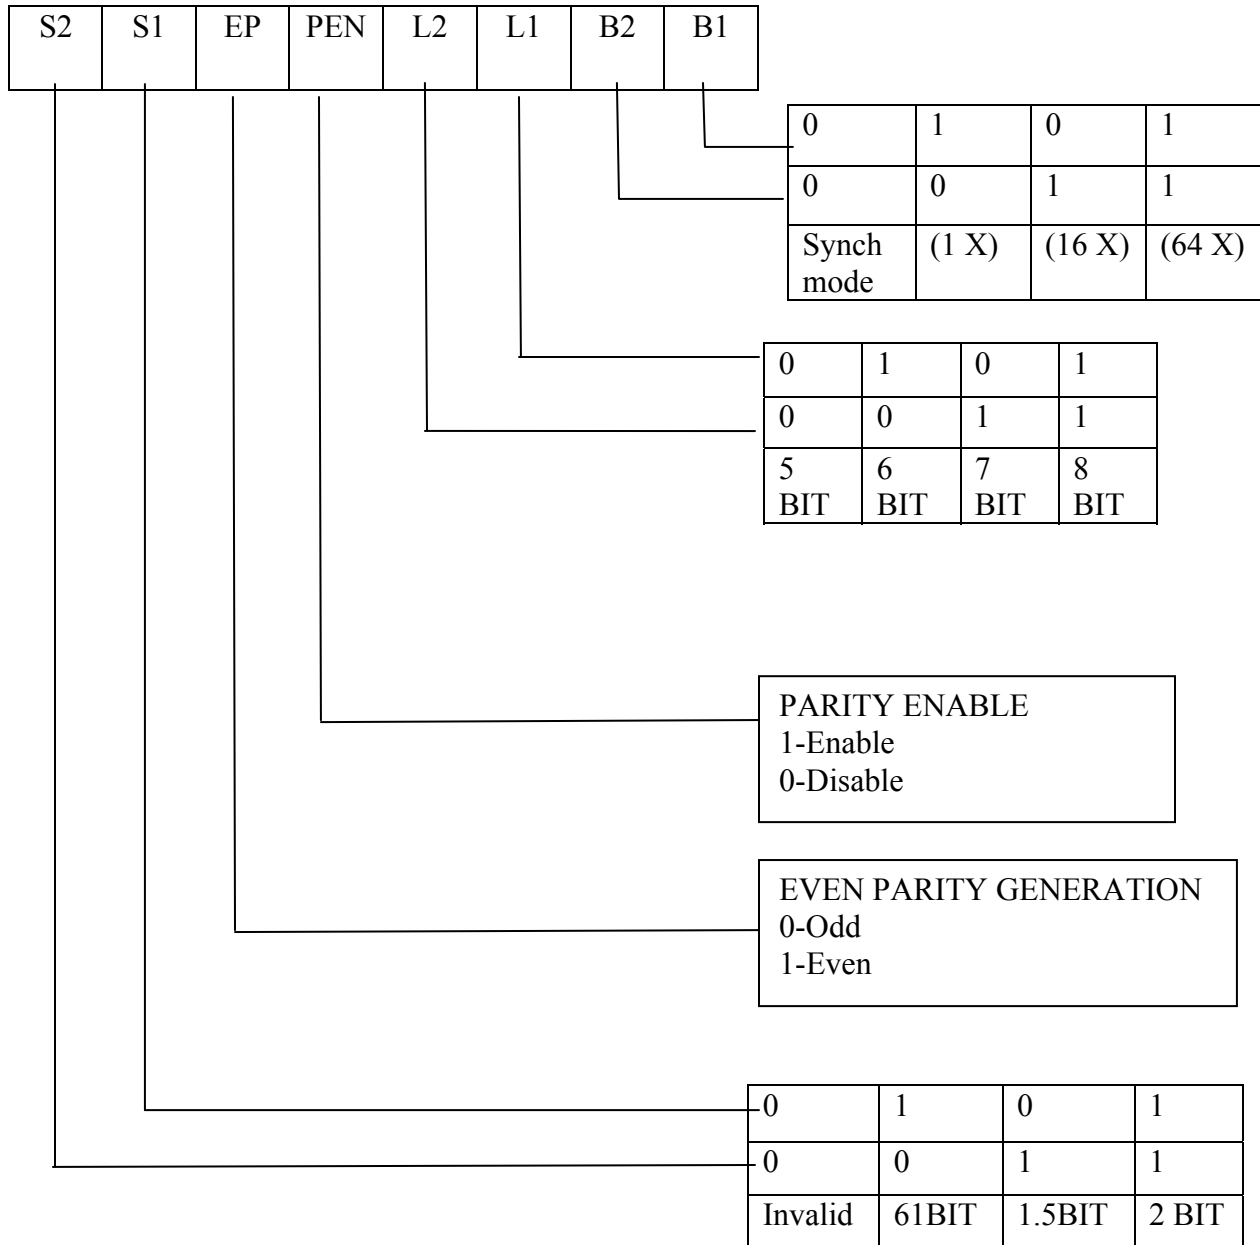 S2 S1 EP PEN L2 L1 B2 B1
0 1 0 1
0 0 1 1
Synch mode (1 X) (16 X) (64 X)
0 1 0 1
0 0 1 1
5 BIT 6 BIT 7 BIT 8 BIT
PARITY ENABLE
1-Enable
0-Disable
EVEN PARITY GENERATION
0-Odd
1-Even
0 1 0 1
0 0 1 1
Invalid 61BIT 1.5BIT 2 BIT